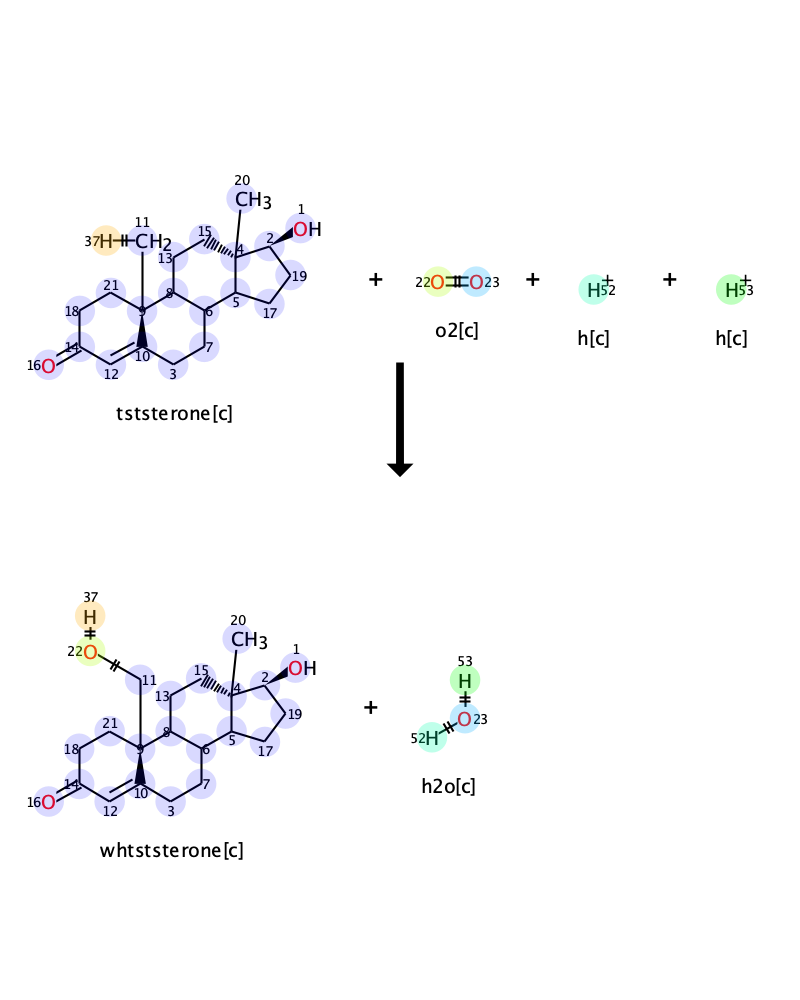 20
CH3
1
OH
11
37H CH2
15
2
4
13
19
21
8
5
18
9
6
17
14
10
7
16O
12
3
tststerone[c]
+
22O O23
o2[c]
+
H+
52
h[c]
+
H+
53
h[c]
37
H
22O
20
CH3
1
OH
11
15
2
4
13
19
21
8
5
18
9
6
17
14
10
7
16O
12
3
whtststerone[c]
+
53
H
O23
52H
h2o[c]